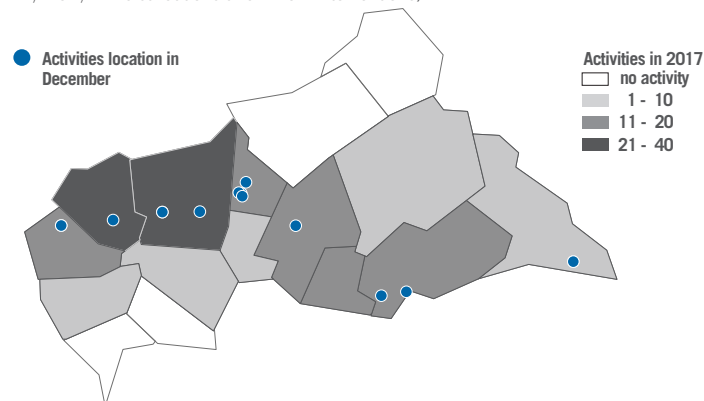 Activities location in
December
Activities in 2017
no activity
1 - 10
11 - 20
21 - 40